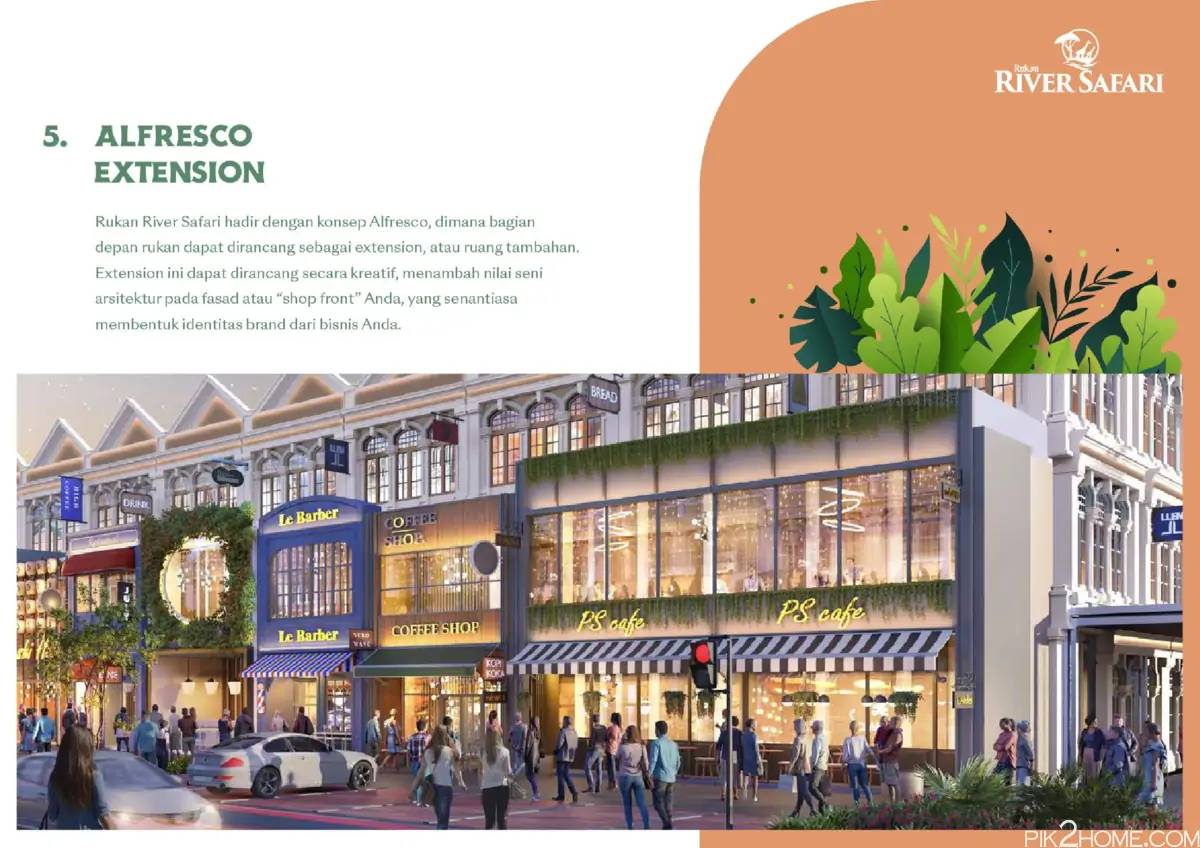 Rukan
RIVER SAFARI
5. ALFRESCO
EXTENSION
Rukan River Safari hadir dengan konsep Alfresco, dimana bagian
depan rukan dapat dirancang sebagai extension, atau ruang tambahan.
Extension ini dapat dirancang secara kreatif, menambah nilai seni
arsitektur pada fasad atau “shop front” Anda, yang senantiasa
membentuk identitas brand dari bisnis Anda.
BREAD
DRINK
Le Barber
COFFEE
SHOP
Le Barber
COFFEE SHOP
KOPI
KOKA
PS cafe
PS cafe
PIK2HOME.COM